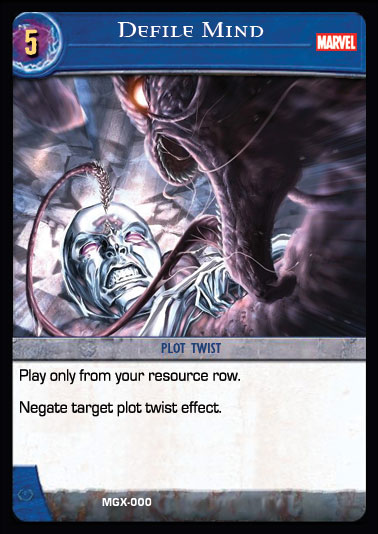 5
Defile Mind
MARVEL
PLOT TWIST
Play only from your resource row.
Negate target plot twist effect.
MGX-000